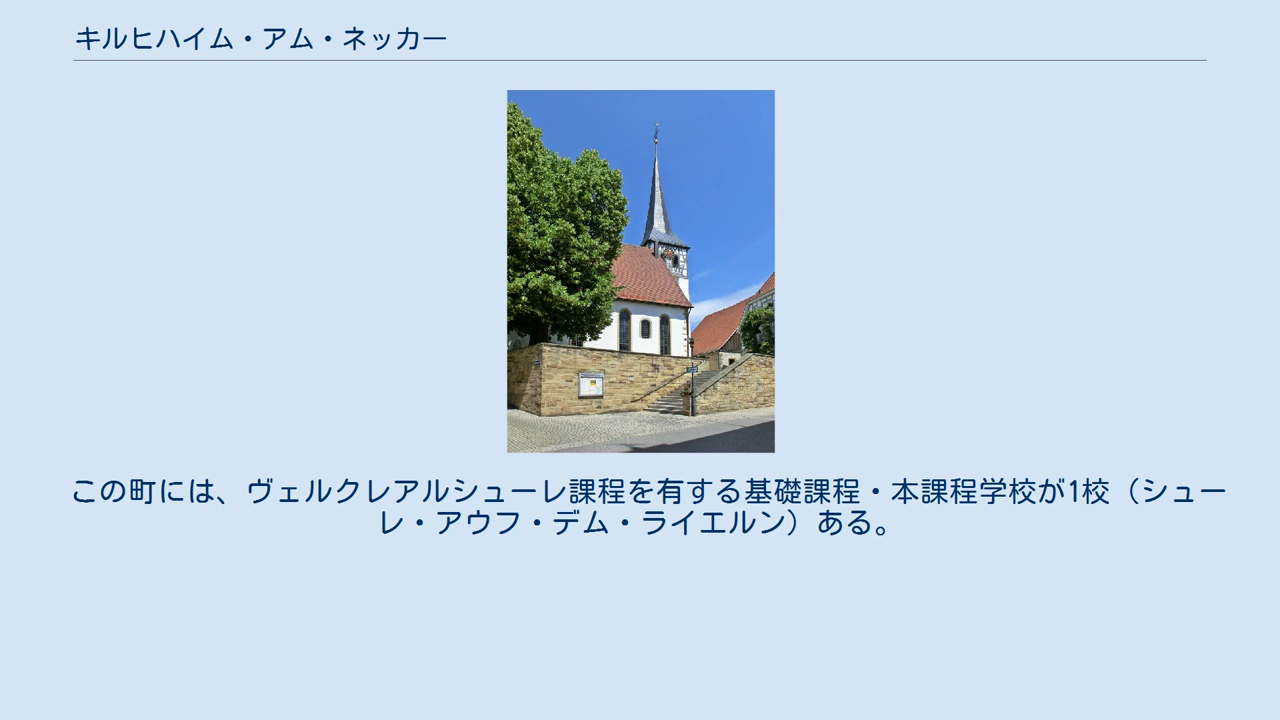 キルヒハイム・アム・ネッカー
この町には、ヴェルクレアルシューレ課程を有する基礎課程・本課程学校が1校（シュー
レ・アウフ・デム・ライエルン）ある。